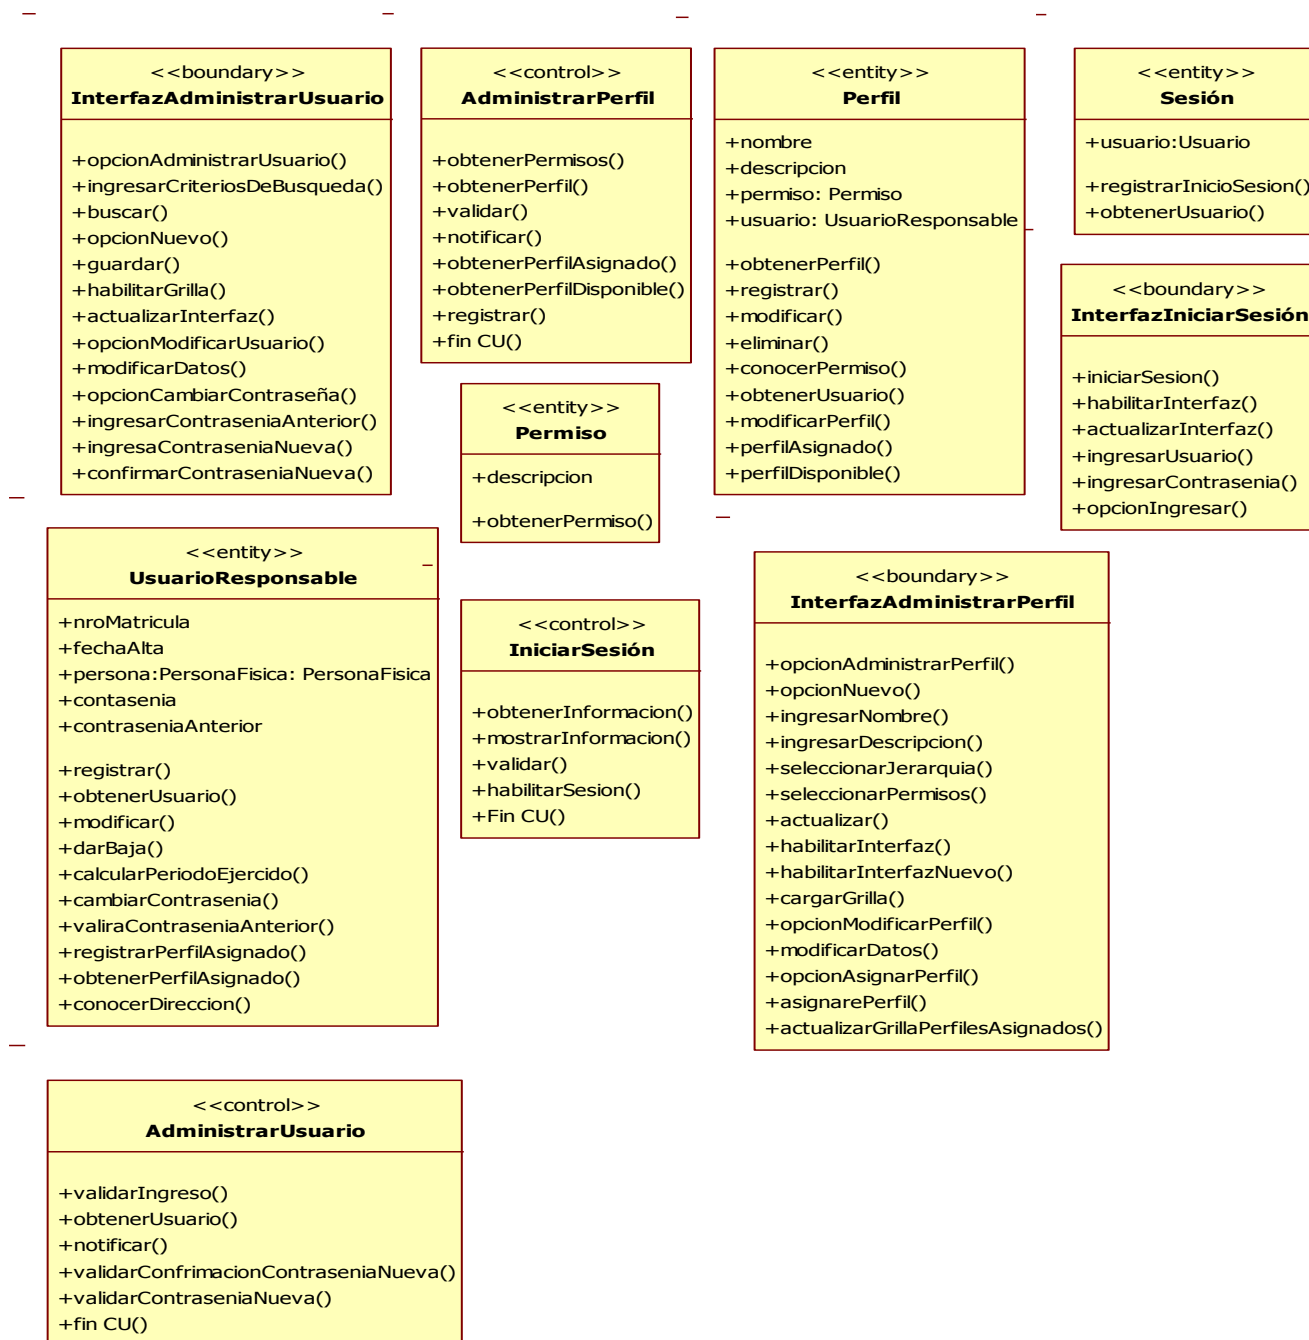 <<boundary>>
InterfazAdministrarUsuario
+opcionAdministrarUsuario()
+ingresarCriteriosDeBusqueda()
+buscar()
+opcionNuevo()
+guardar()
+habilitarGrilla()
+actualizarInterfaz()
+opcionModificarUsuario()
+modificarDatos()
+opcionCambiarContraseña()
+ingresarContraseniaAnterior()
+ingresaContraseniaNueva()
+confirmarContraseniaNueva()
<<control>>
AdministrarPerfil
+obtenerPermisos()
+obtenerPerfil()
+validar()
+notificar()
+obtenerPerfilAsignado()
+obtenerPerfilDisponible()
+registrar()
+fin CU()
<<entity>>
Perfil
+nombre
+descripcion
+permiso: Permiso
+usuario: UsuarioResponsable
+obtenerPerfil()
+registrar()
+modificar()
+eliminar()
+conocerPermiso()
+obtenerUsuario()
+modificarPerfil()
+perfilAsignado()
+perfilDisponible()
<<entity>>
Sesión
+usuario:Usuario
+registrarInicioSesion()
+obtenerUsuario()
<<boundary>>
InterfazIniciarSesión
+iniciarSesion()
+habilitarInterfaz()
+actualizarInterfaz()
+ingresarUsuario()
+ingresarContrasenia()
+opcionIngresar()
<<entity>>
Permiso
+descripcion
+obtenerPermiso()
<<entity>>
UsuarioResponsable
+nroMatricula
+fechaAlta
+persona:PersonaFisica: PersonaFisica
+contasenia
+contraseniaAnterior
+registrar()
+obtenerUsuario()
+modificar()
+darBaja()
+calcularPeriodoEjercido()
+cambiarContrasenia()
+valiraContraseniaAnterior()
+registrarPerfilAsignado()
+obtenerPerfilAsignado()
+conocerDireccion()
<<control>>
IniciarSesión
+obtenerInformacion()
+mostrarInformacion()
+validar()
+habilitarSesion()
+Fin CU()
<<boundary>>
InterfazAdministrarPerfil
+opcionAdministrarPerfil()
+opcionNuevo()
+ingresarNombre()
+ingresarDescripcion()
+seleccionarJerarquia()
+seleccionarPermisos()
+actualizar()
+habilitarInterfaz()
+habilitarInterfazNuevo()
+cargarGrilla()
+opcionModificarPerfil()
+modificarDatos()
+opcionAsignarPerfil()
+asignarePerfil()
+actualizarGrillaPerfilesAsignados()
<<control>>
AdministrarUsuario
+validarIngreso()
+obtenerUsuario()
+notificar()
+validarConfrimacionContraseniaNueva()
+validarContraseniaNueva()
+fin CU()